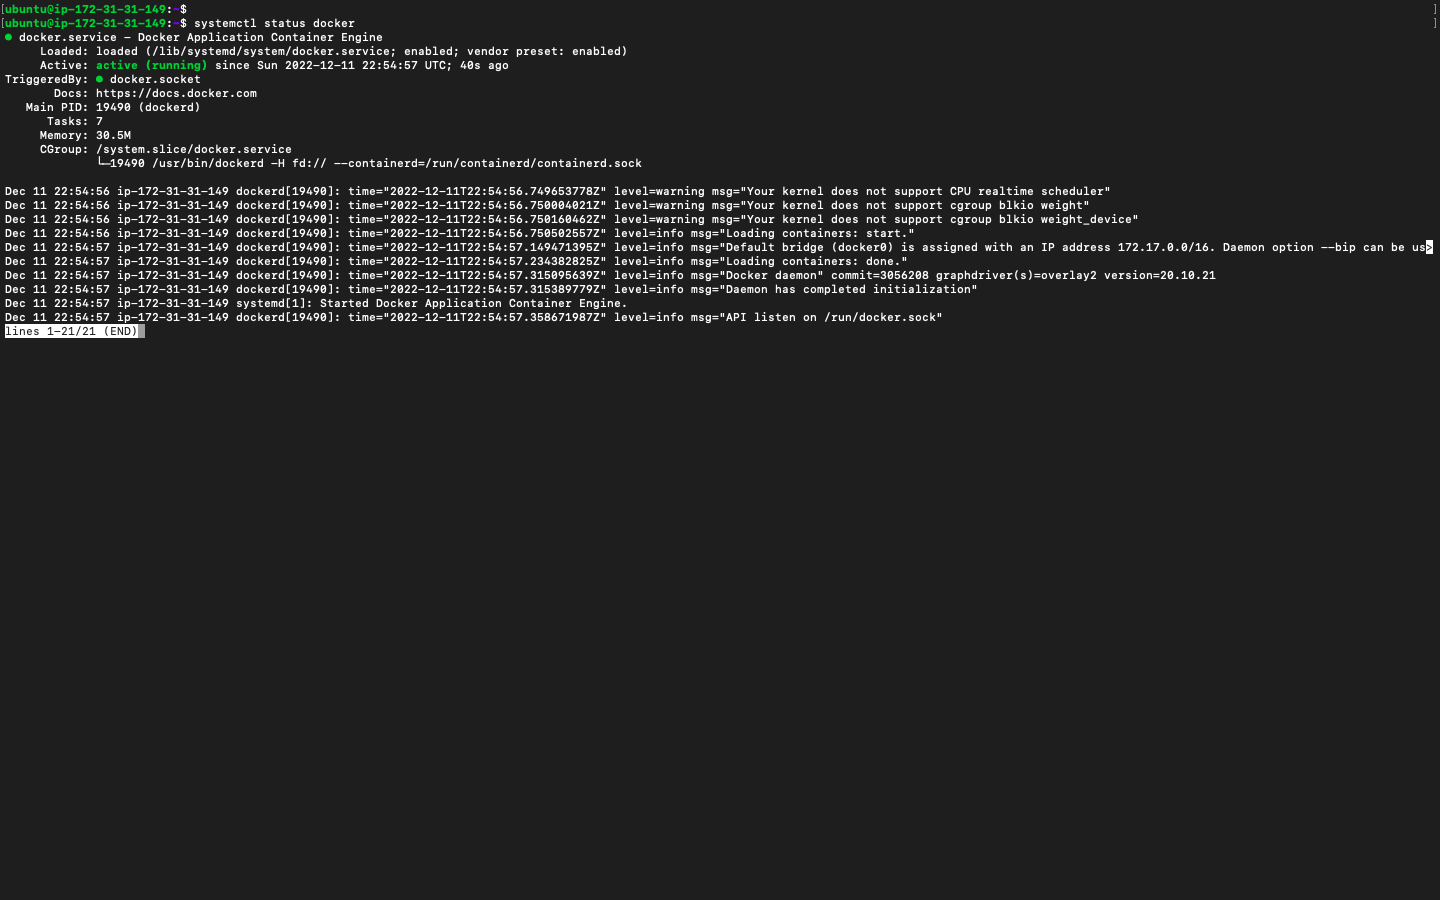 [ubuntu@ip-172-31-31-149:~$ ]
[ubuntu@ip-172-31-31-149:~$ systemctl status docker ]
● docker.service - Docker Application Container Engine
Loaded: loaded (/lib/systemd/system/docker.service; enabled; vendor preset: enabled)
Active: active (running) since Sun 2022-12-11 22:54:57 UTC; 40s ago
TriggeredBy: ● docker.socket
Docs: https://docs.docker.com
Main PID: 19490 (dockerd)
Tasks: 7
Memory: 30.5M
CGroup: /system.slice/docker.service
└─19490 /usr/bin/dockerd -H fd:// --containerd=/run/containerd/containerd.sock
Dec 11 22:54:56 ip-172-31-31-149 dockerd[19490]: time="2022-12-11T22:54:56.749653778Z" level=warning msg="Your kernel does not support CPU realtime scheduler"
Dec 11 22:54:56 ip-172-31-31-149 dockerd[19490]: time="2022-12-11T22:54:56.750004021Z" level=warning msg="Your kernel does not support cgroup blkio weight"
Dec 11 22:54:56 ip-172-31-31-149 dockerd[19490]: time="2022-12-11T22:54:56.750160462Z" level=warning msg="Your kernel does not support cgroup blkio weight_device"
Dec 11 22:54:56 ip-172-31-31-149 dockerd[19490]: time="2022-12-11T22:54:56.750502557Z" level=info msg="Loading containers: start."
Dec 11 22:54:57 ip-172-31-31-149 dockerd[19490]: time="2022-12-11T22:54:57.149471395Z" level=info msg="Default bridge (docker0) is assigned with an IP address 172.17.0.0/16. Daemon option --bip can be us>
Dec 11 22:54:57 ip-172-31-31-149 dockerd[19490]: time="2022-12-11T22:54:57.234382825Z" level=info msg="Loading containers: done."
Dec 11 22:54:57 ip-172-31-31-149 dockerd[19490]: time="2022-12-11T22:54:57.315095639Z" level=info msg="Docker daemon" commit=3056208 graphdriver(s)=overlay2 version=20.10.21
Dec 11 22:54:57 ip-172-31-31-149 dockerd[19490]: time="2022-12-11T22:54:57.315389779Z" level=info msg="Daemon has completed initialization"
Dec 11 22:54:57 ip-172-31-31-149 systemd[1]: Started Docker Application Container Engine.
Dec 11 22:54:57 ip-172-31-31-149 dockerd[19490]: time="2022-12-11T22:54:57.358671987Z" level=info msg="API listen on /run/docker.sock"
lines 1-21/21 (END)